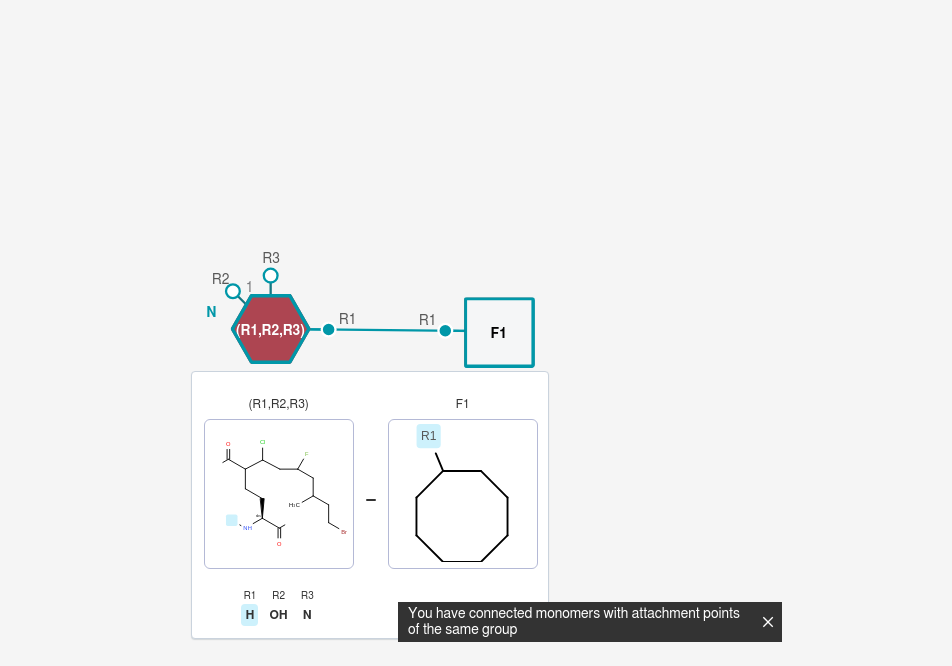 R3
R2
1
N
(R1,R2,R3)
R1
R1
F1
(R1,R2,R3)
F1
R1
O
Cl
F
H₃C
NH
O
Br
R1 R2 R3
H OH N
You have connected monomers with attachment points
of the same group